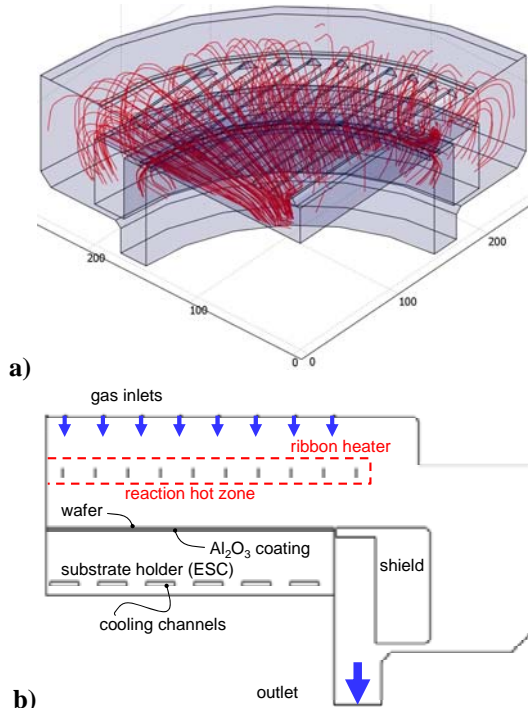 200
200
100
100
0
0
a)
gas inlets
ribbon heater
reaction hot zone
wafer
Al₂O₃ coating
substrate holder (ESC)
shield
cooling channels
outlet
b)